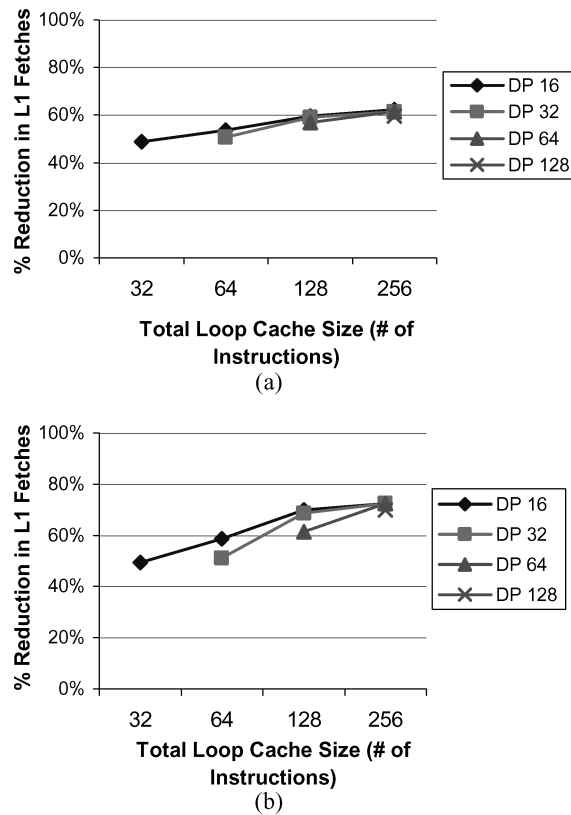 100%
80%
60%
40%
20%
0%
% Reduction in L1 Fetches
32 64 128 256
Total Loop Cache Size (# of
Instructions)
DP 16
DP 32
DP 64
DP 128
(a)
100%
80%
60%
40%
20%
0%
% Reduction in L1 Fetches
32 64 128 256
Total Loop Cache Size (# of
Instructions)
DP 16
DP 32
DP 64
DP 128
(b)